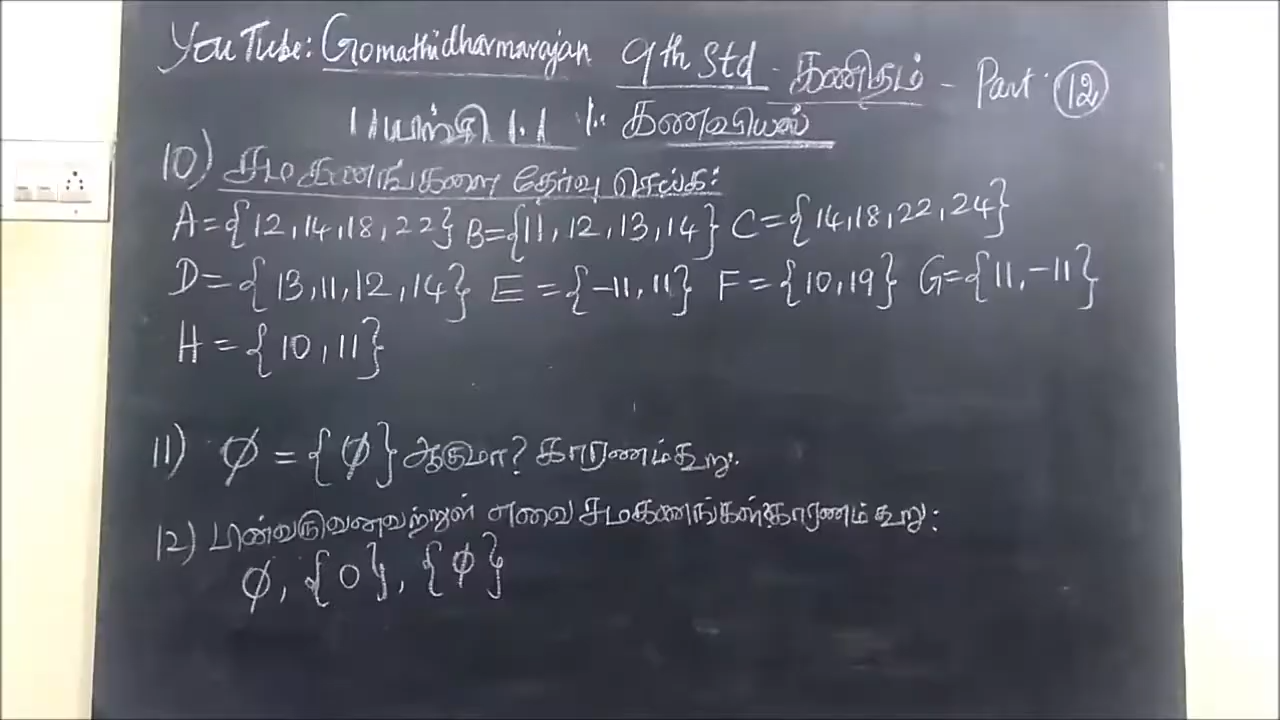 YouTube: Gomathidharmarajan 9th Std - கணிதம் - Part : 12
பயிற்சி 1.1 1. கணவியல்
10) சமகணங்களை தேர்வு செய்க:
A = {12, 14, 18, 22} B = {11, 12, 13, 14} C = {14, 18, 22, 24}
D = {13, 11, 12, 14} E = {-11, 11} F = {10, 19} G = {11, -11}
H = {10, 11}
11) ∅ = {∅} ஆகுமா? காரணம் கூறு.
12) பின்வருவனவற்றுள் எவை சமகணங்கள் காரணம் கூறு:
∅, {0}, {∅}